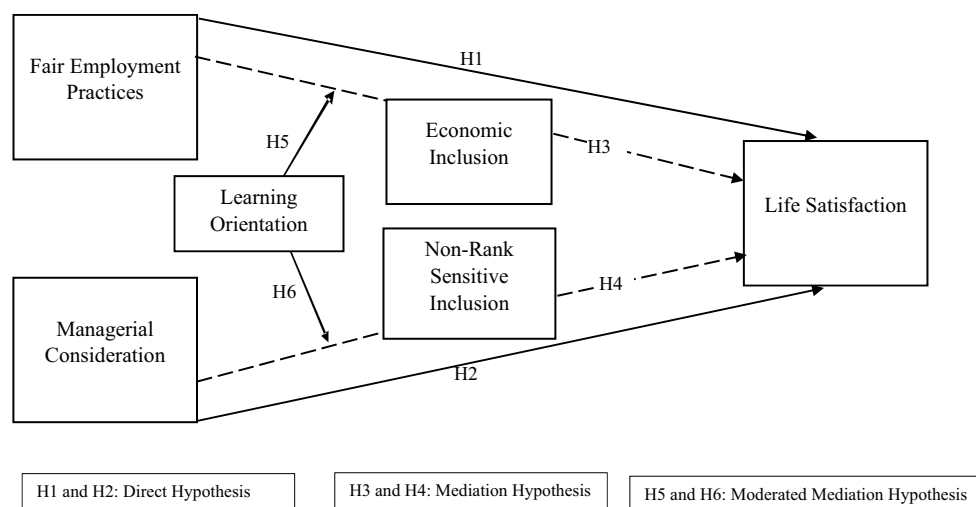 H1
Fair Employment
Practices
Economic
Inclusion
H5
H3
Learning
Orientation
Life Satisfaction
Non-Rank
Sensitive
Inclusion
H6
H4
Managerial
Consideration
H2
H1 and H2: Direct Hypothesis
H3 and H4: Mediation Hypothesis
H5 and H6: Moderated Mediation Hypothesis